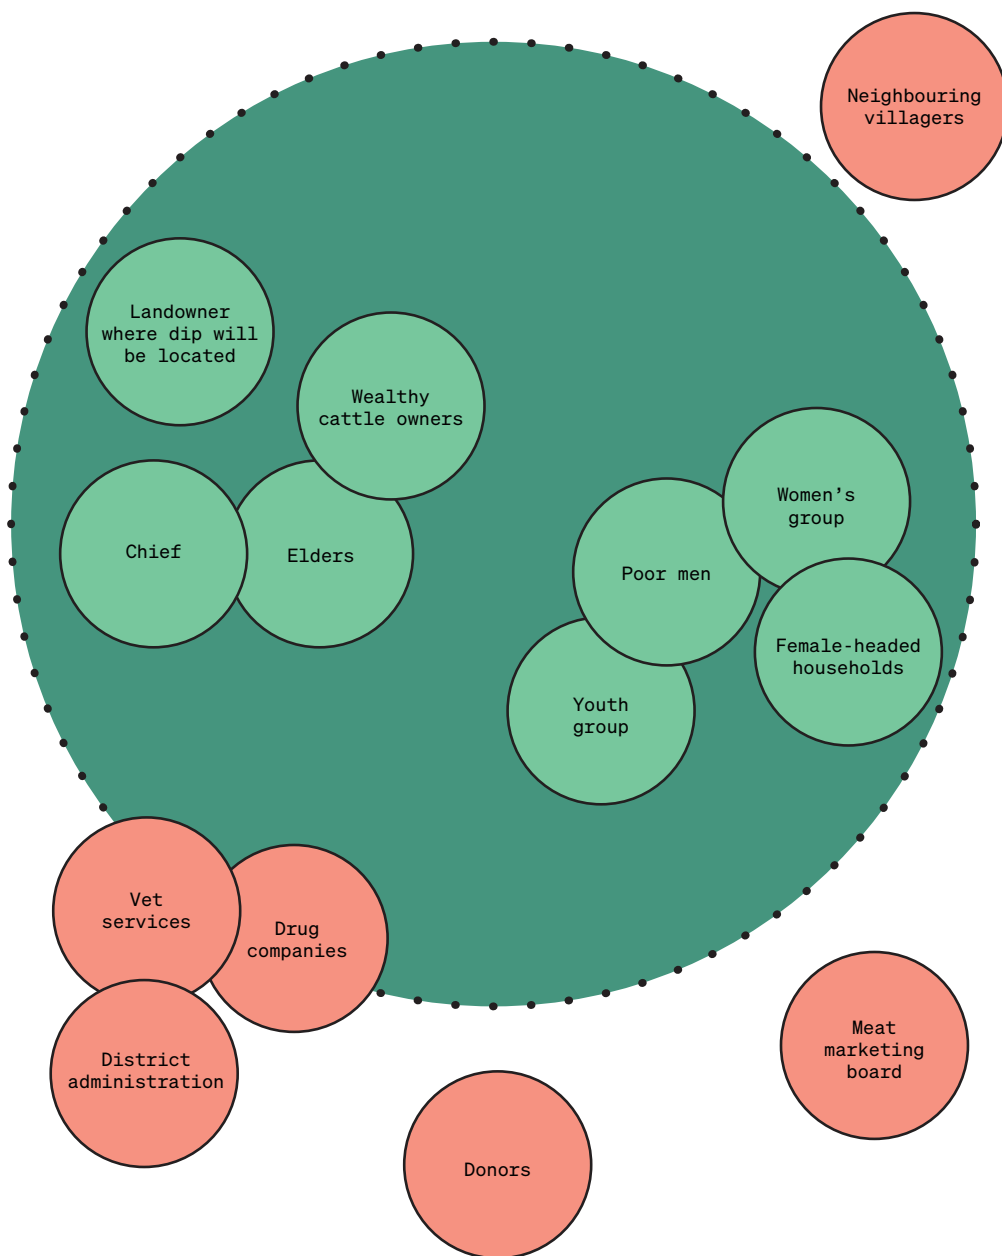 Neighbouring
villagers
Landowner
where dip will
be located
Wealthy
cattle owners
Chief
Elders
Women’s
group
Poor men
Female-headed
households
Youth
group
Vet
services
Drug
companies
District
administration
Meat
marketing
board
Donors